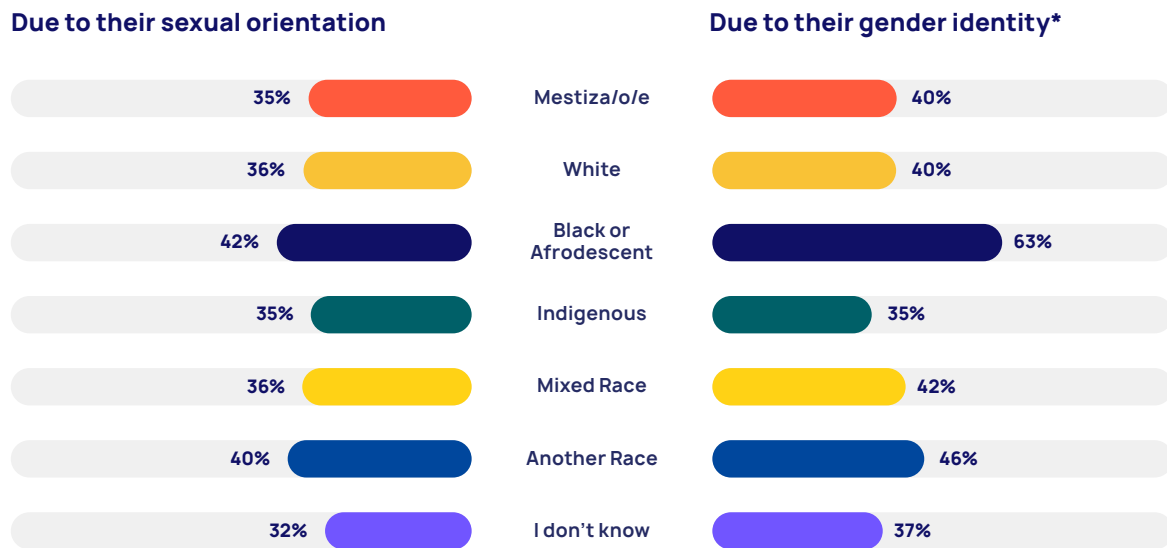 Due to their sexual orientation
Due to their gender identity*
35%
Mestiza/o/e
40%
36%
White
40%
42%
Black or
Afrodescent
63%
35%
Indigenous
35%
36%
Mixed Race
42%
40%
Another Race
46%
32%
I don't know
37%